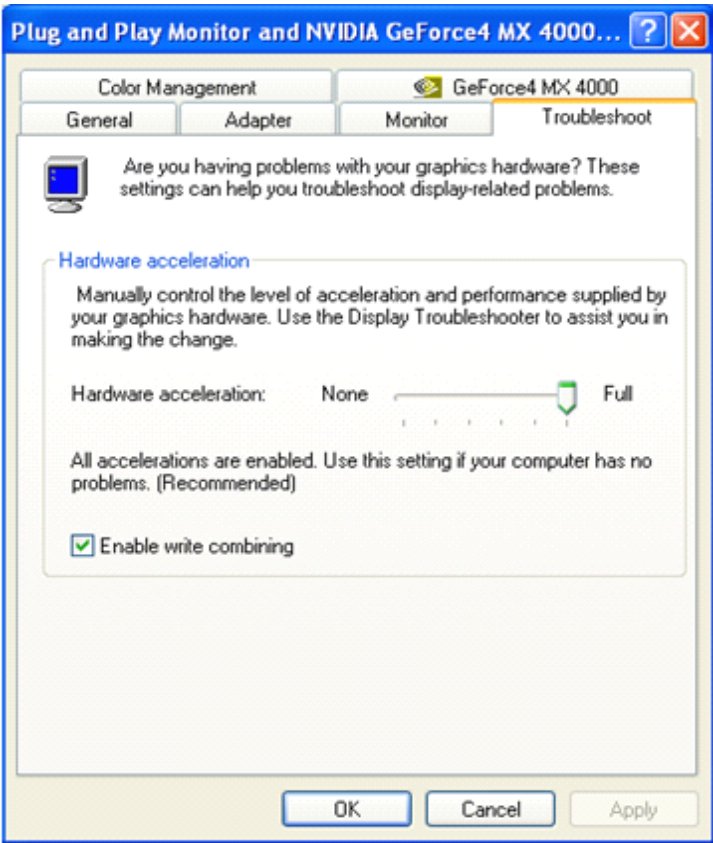 Plug and Play Monitor and NVIDIA GeForce4 MX 4000...
Color Management GeForce4 MX 4000
General Adapter Monitor Troubleshoot
Are you having problems with your graphics hardware? These
settings can help you troubleshoot display-related problems.
Hardware acceleration
Manually control the level of acceleration and performance supplied by
your graphics hardware. Use the Display Troubleshooter to assist you in
making the change.
Hardware acceleration: None Full
All accelerations are enabled. Use this setting if your computer has no
problems. (Recommended)
Enable write combining
OK Cancel Apply